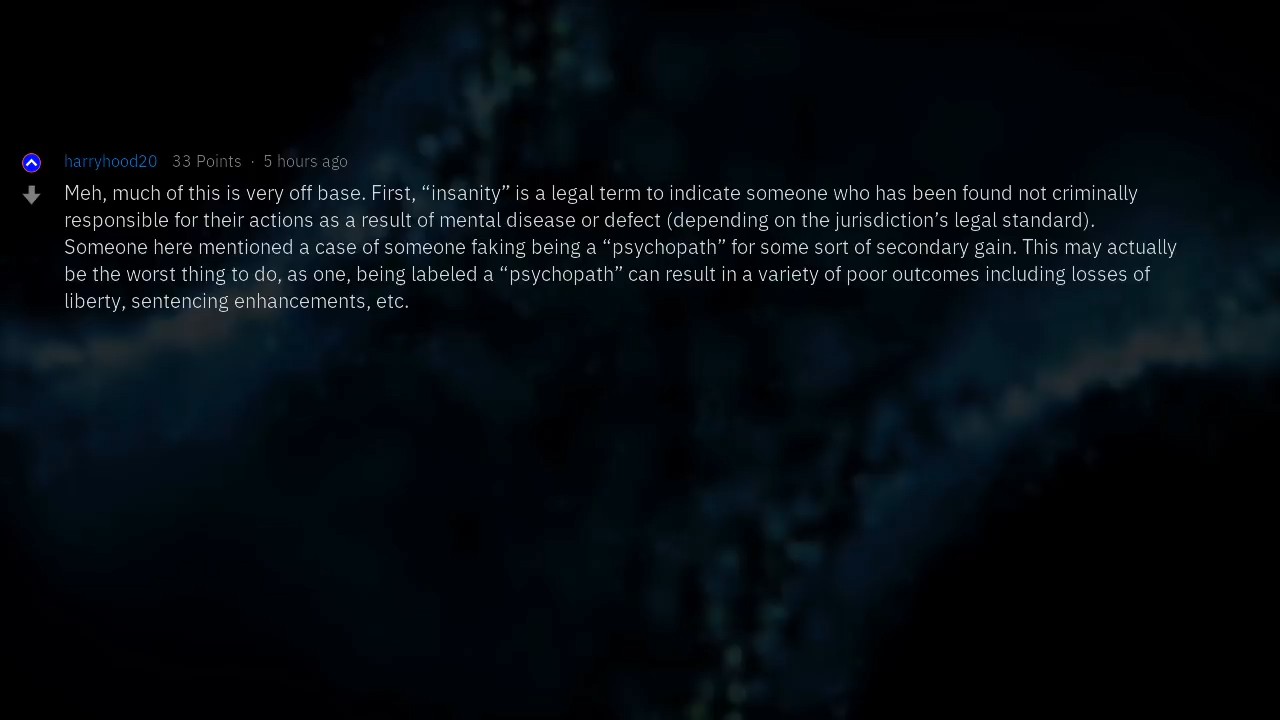 harryhood20 33 Points · 5 hours ago
Meh, much of this is very off base. First, “insanity” is a legal term to indicate someone who has been found not criminally
responsible for their actions as a result of mental disease or defect (depending on the jurisdiction’s legal standard).
Someone here mentioned a case of someone faking being a “psychopath” for some sort of secondary gain. This may actually
be the worst thing to do, as one, being labeled a “psychopath” can result in a variety of poor outcomes including losses of
liberty, sentencing enhancements, etc.